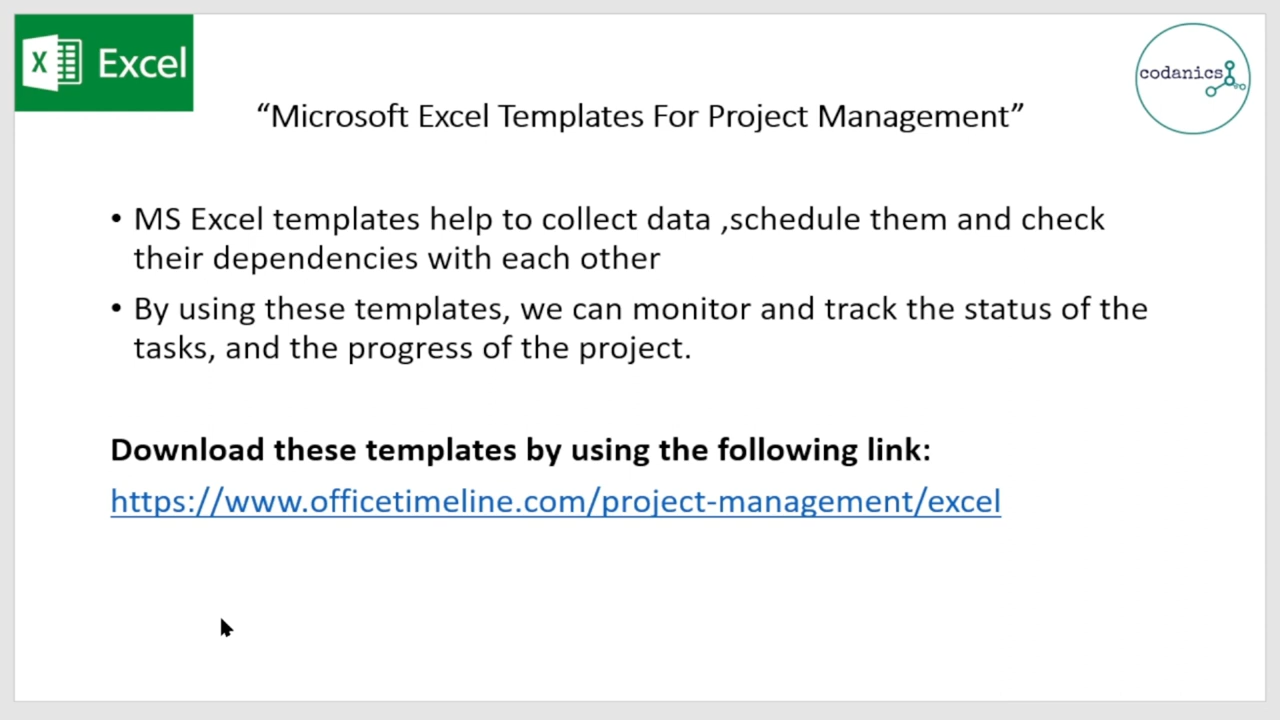 X Excel
codanics
“Microsoft Excel Templates For Project Management”
• MS Excel templates help to collect data ,schedule them and check
their dependencies with each other
• By using these templates, we can monitor and track the status of the
tasks, and the progress of the project.
Download these templates by using the following link:
https://www.officetimeline.com/project-management/excel